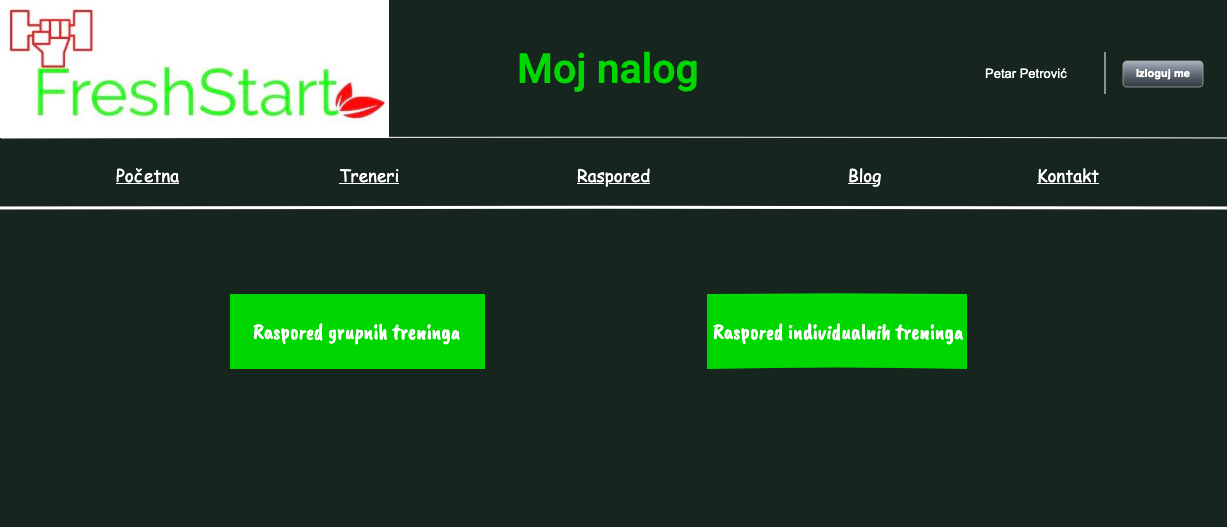 FreshStart
Moj nalog
Petar Petrović
Izloguj me
Početna
Treneri
Raspored
Blog
Kontakt
Raspored grupnih treninga
Raspored individualnih treninga